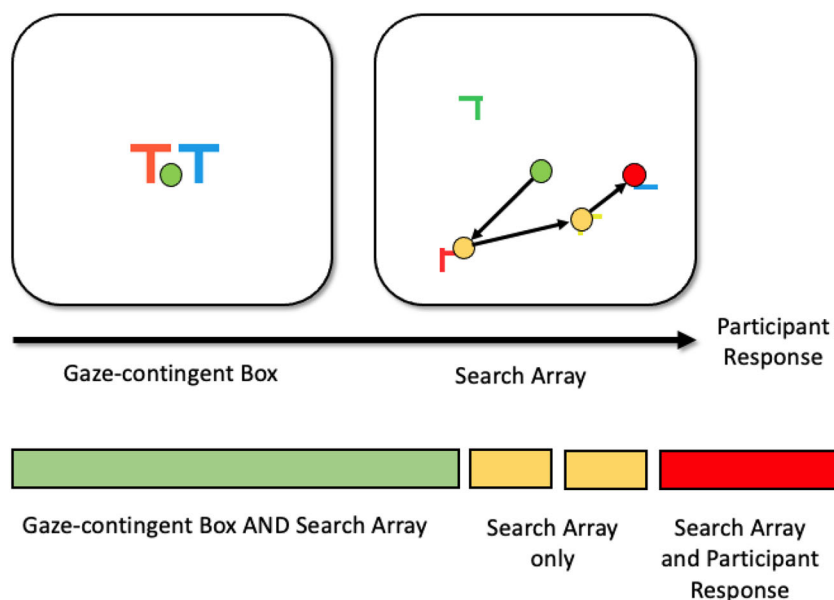 T T
Participant
Response
Gaze-contingent Box
Search Array
Gaze-contingent Box AND Search Array
Search Array
only
Search Array
and Participant
Response